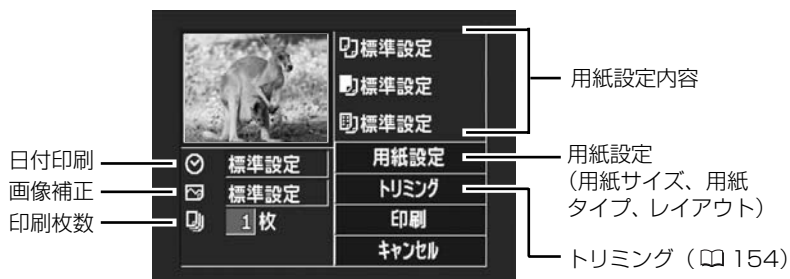 標準設定
標準設定
標準設定
用紙設定内容
日付印刷
標準設定
用紙設定
用紙設定
(用紙サイズ、用紙
タイプ、レイアウト)
画像補正
標準設定
トリミング
印刷枚数
1枚
印刷
キャンセル
トリミング(154)